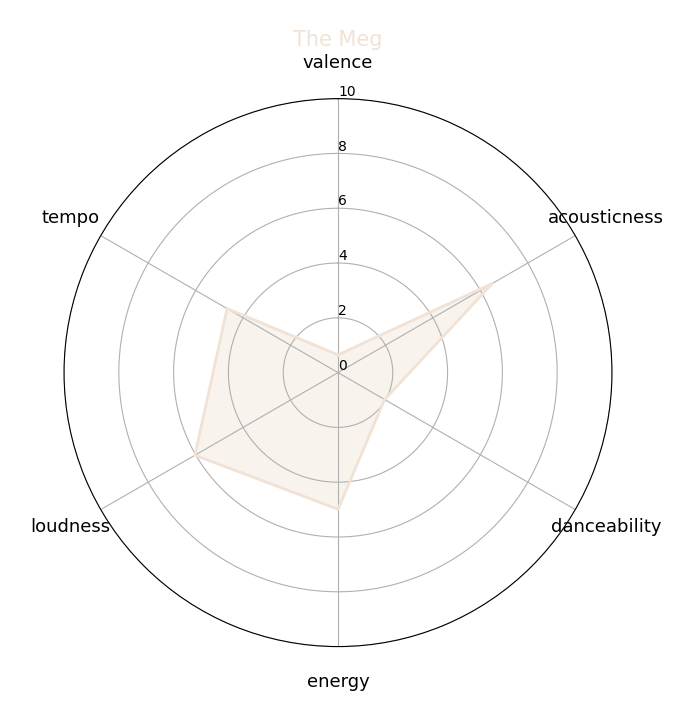 The Meg
valence
10
8
6
4
2
0
tempo
acousticness
loudness
danceability
energy